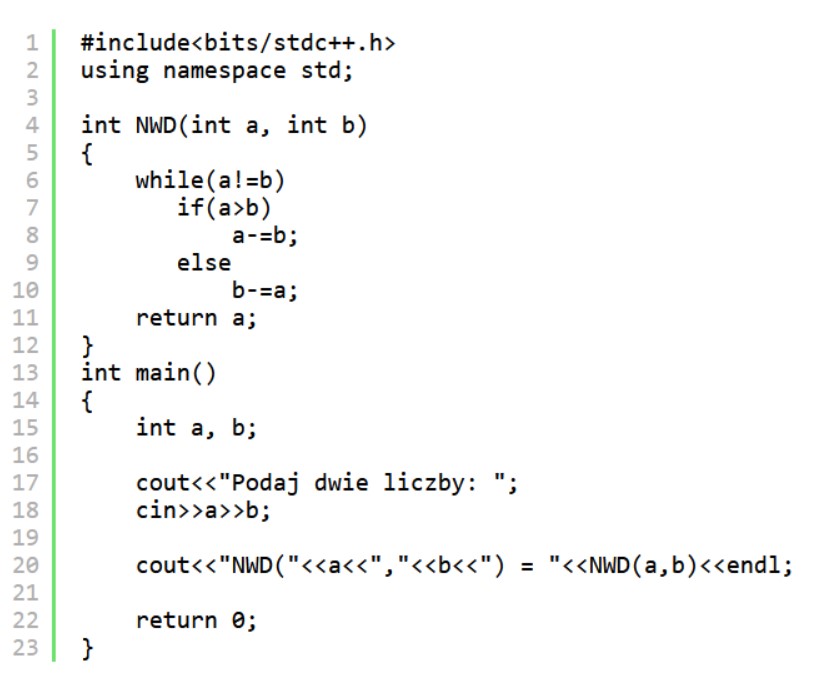 1 #include<bits/stdc++.h>
2 using namespace std;
3
4 int NWD(int a, int b)
5 {
6     while(a!=b)
7        if(a>b)
8            a-=b;
9        else
10            b-=a;
11     return a;
12 }
13 int main()
14 {
15     int a, b;
16
17     cout<<"Podaj dwie liczby: ";
18     cin>>a>>b;
19
20     cout<<"NWD("<<a<<","<<b<<") = "<<NWD(a,b)<<endl;
21
22     return 0;
23 }